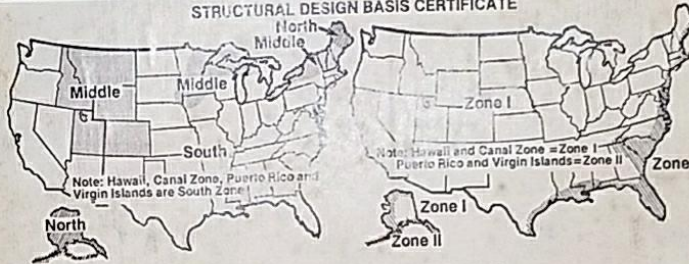 STRUCTURAL DESIGN BASIS CERTIFICATE
North
Middle
Middle
Middle
South
Note: Hawaii, Canal Zone, Puerto Rico and
Virgin Islands are South Zone
North
Zone I
Note: Hawaii and Canal Zone =Zone I
Puerto Rico and Virgin Islands=Zone II
Zone
Zone I
Zone II